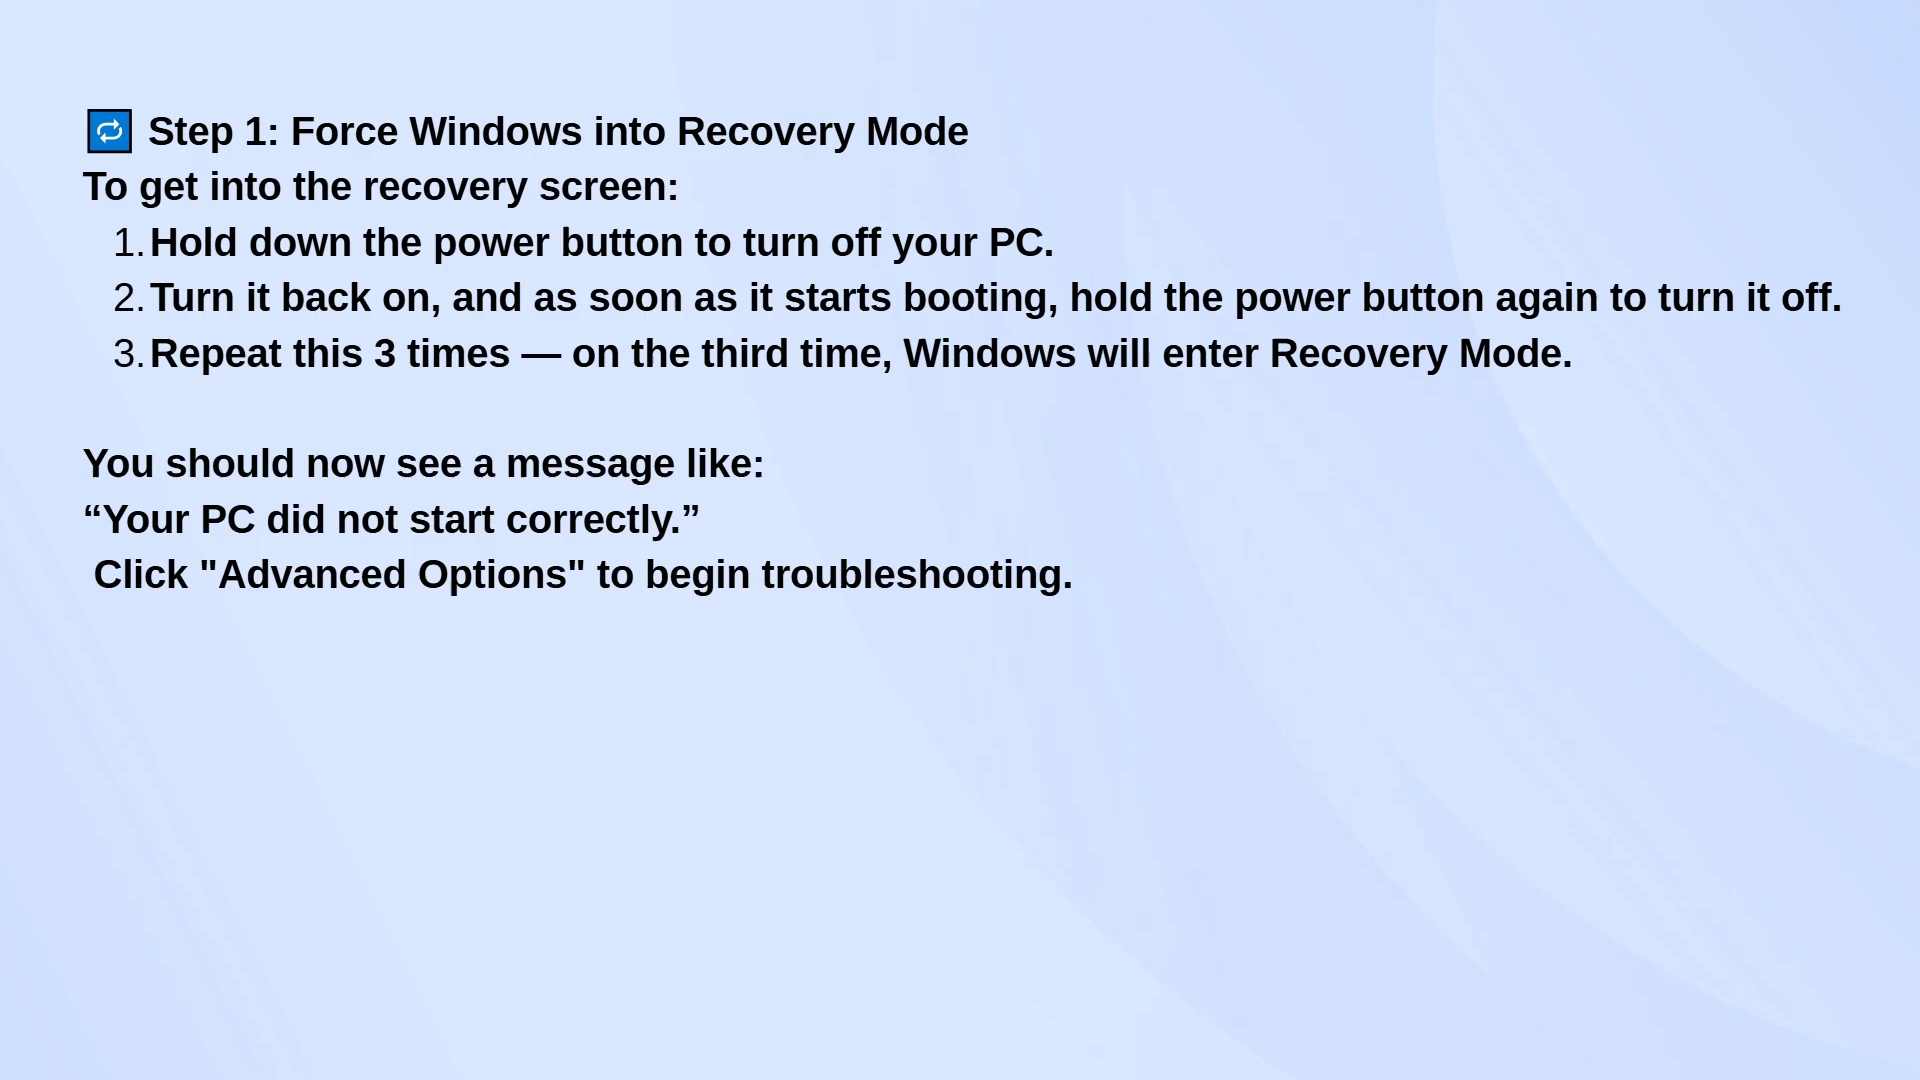 🔁 Step 1: Force Windows into Recovery Mode
To get into the recovery screen:
1. Hold down the power button to turn off your PC.
2. Turn it back on, and as soon as it starts booting, hold the power button again to turn it off.
3. Repeat this 3 times — on the third time, Windows will enter Recovery Mode.
You should now see a message like:
“Your PC did not start correctly.”
Click "Advanced Options" to begin troubleshooting.